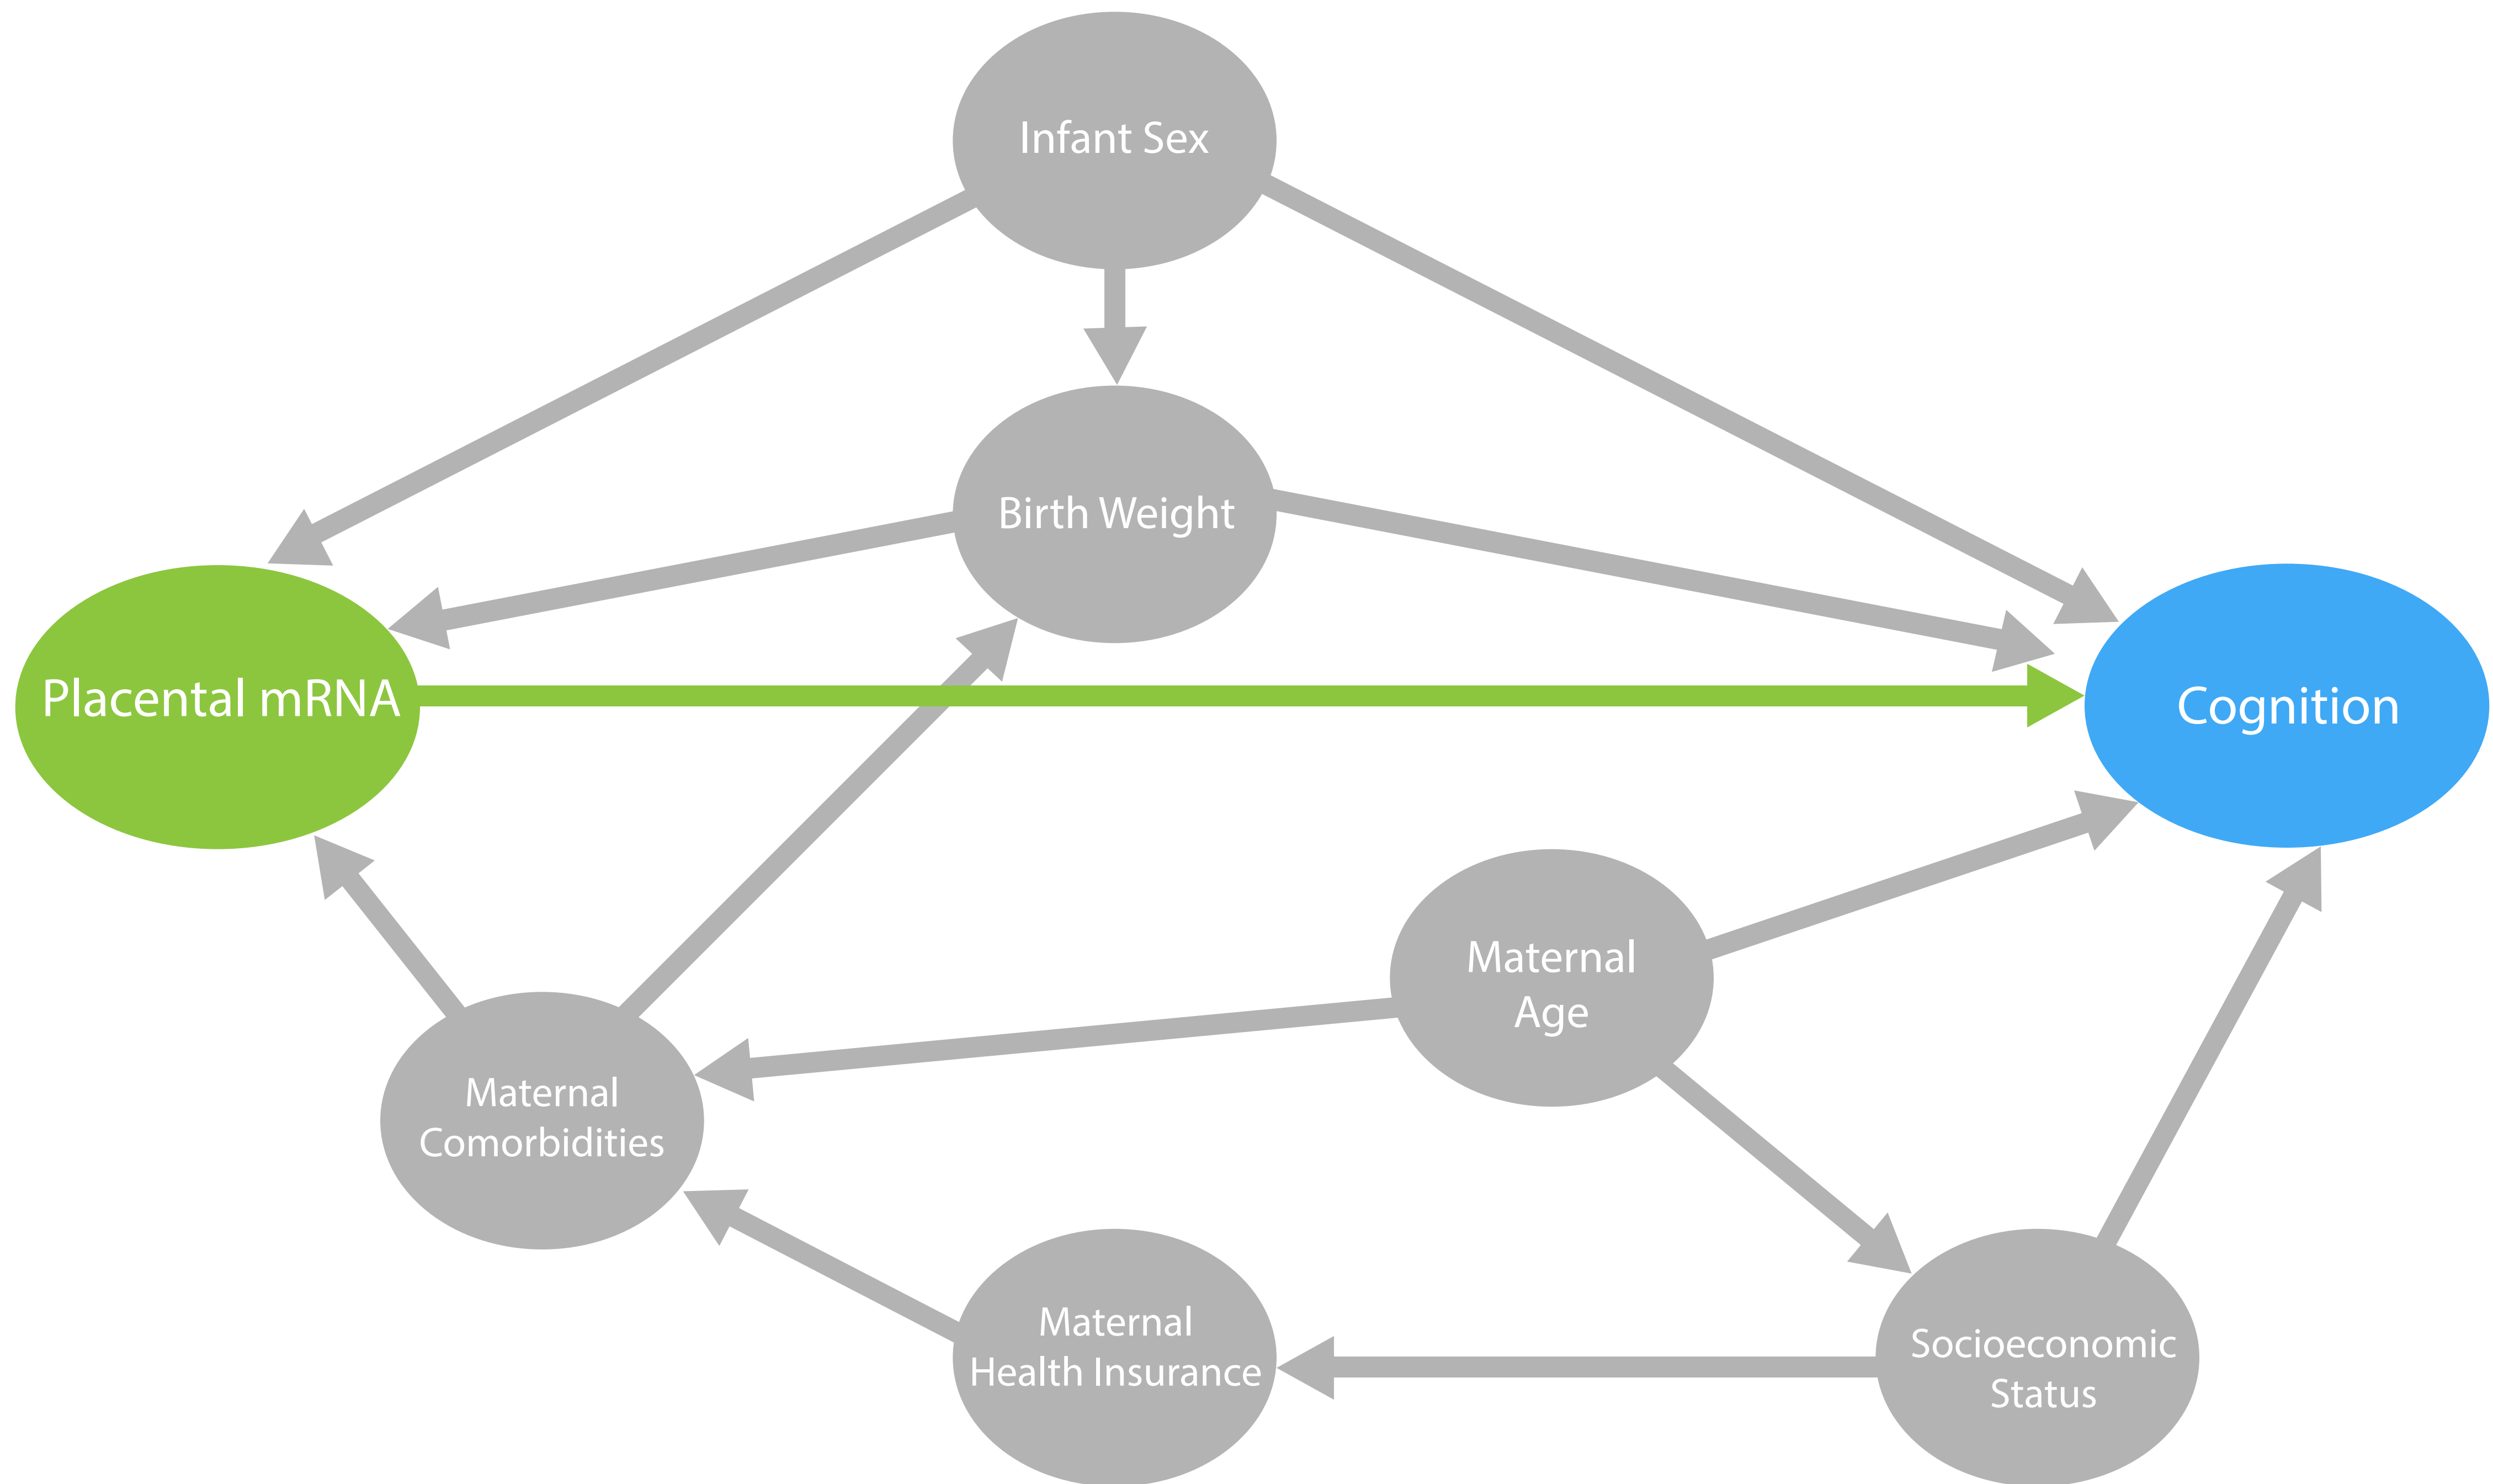 Infant Sex
Birth Weight
Placental mRNA
Cognition
Maternal
Age
Maternal
Comorbidities
Maternal
Health Insurance
Socioeconomic
Status